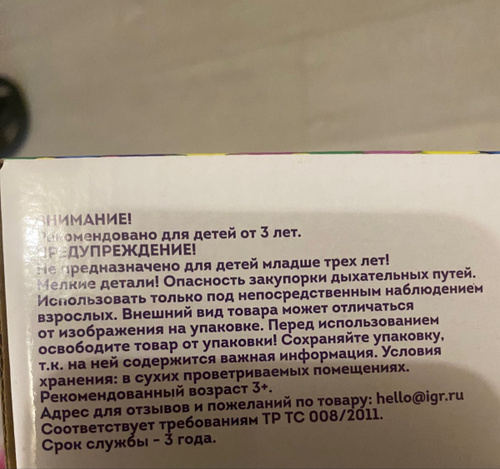 ВНИМАНИЕ!
Рекомендовано для детей от 3 лет.
ПРЕДУПРЕЖДЕНИЕ!
Не предназначено для детей младше трех лет!
Мелкие детали! Опасность закупорки дыхательных путей.
Использовать только под непосредственным наблюдением
взрослых. Внешний вид товара может отличаться
от изображения на упаковке. Перед использованием
освободите товар от упаковки! Сохраняйте упаковку,
т.к. на ней содержится важная информация. Условия
хранения: в сухих проветриваемых помещениях.
Рекомендованный возраст 3+.
Адрес для отзывов и пожеланий по товару: hello@igr.ru
Соответствует требованиям ТР ТС 008/2011.
Срок службы - 3 года.